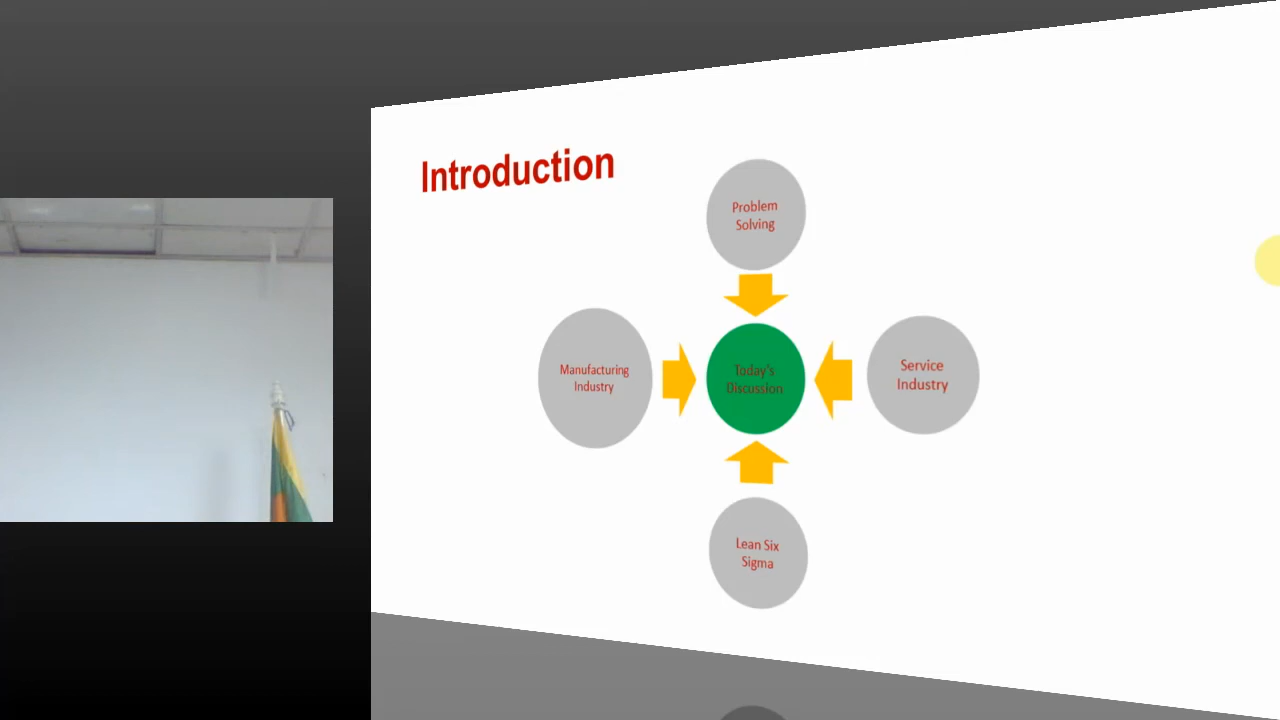 Introduction
Problem
Solving
Manufacturing
Industry
Today's
Discussion
Service
Industry
Lean Six
Sigma